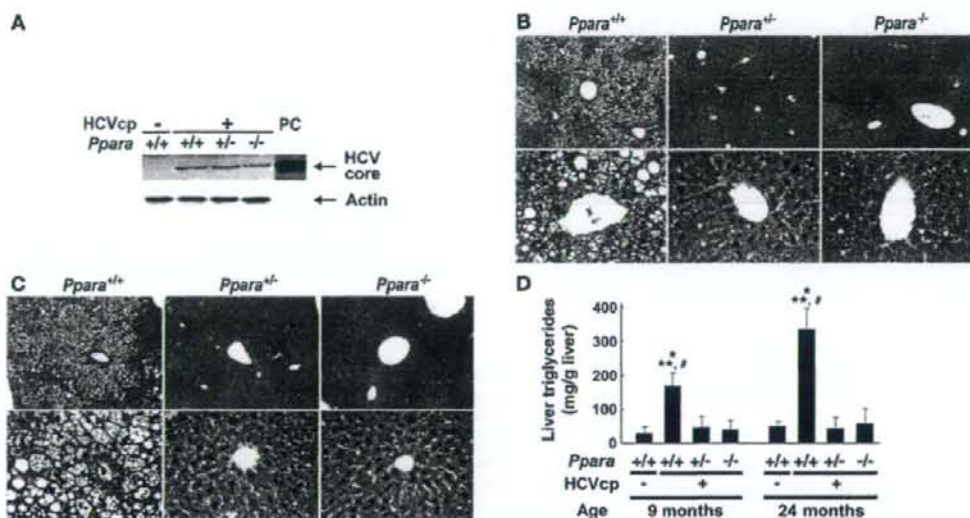 A
HCVcp - + PC
Ppara +/+ +/+ +/- -/-
HCV core
Actin
B
Ppara+/+ Ppara+/- Ppara-/-
C
Ppara+/+ Ppara+/- Ppara-/-
D
Liver triglycerides (mg/g liver)
400
300
200
100
0
*
**, #
*
**, #
Ppara +/+ +/+ +/- -/- +/+ +/+ +/- -/-
HCVcp - + - +
Age 9 months 24 months